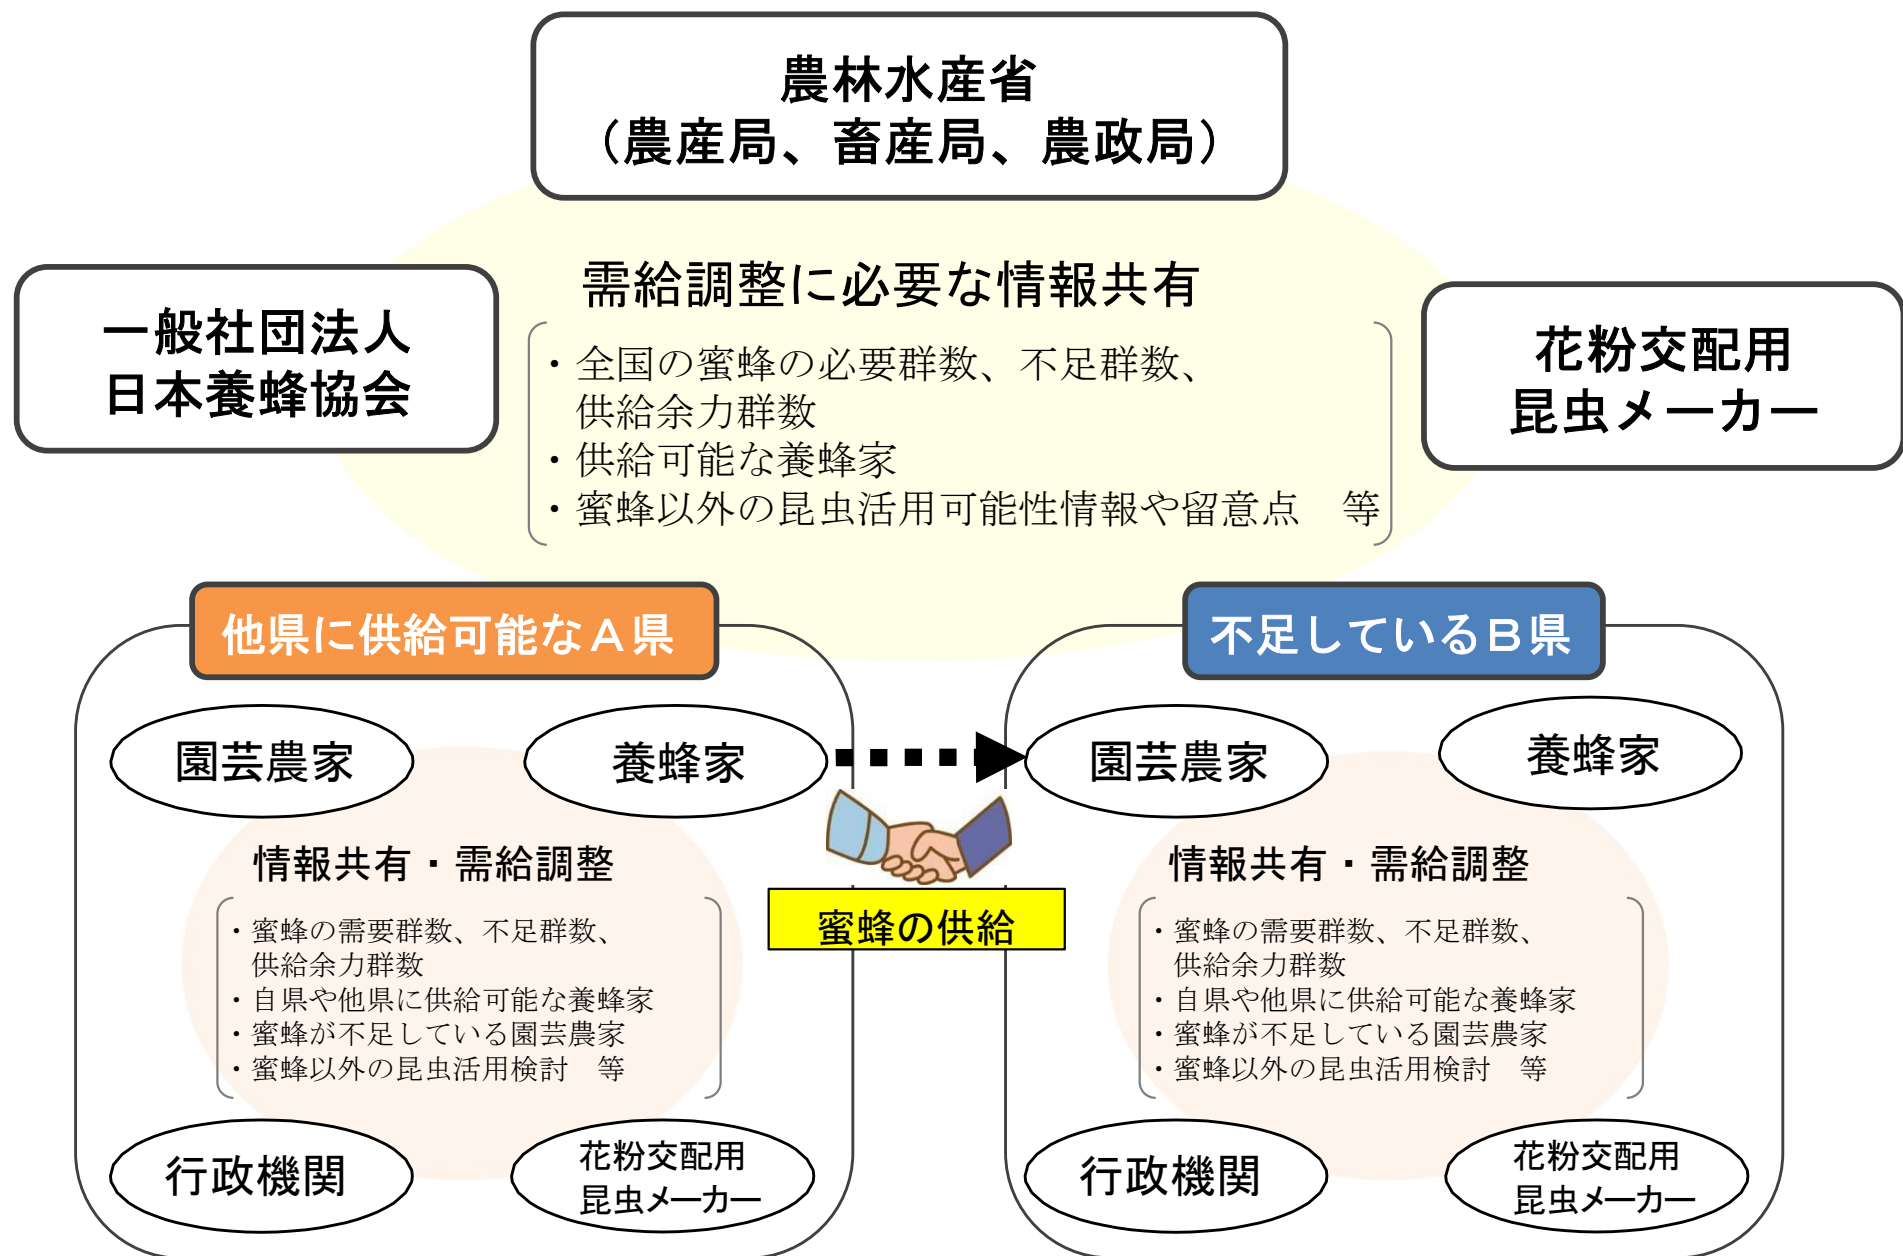 農林水産省
（農産局、畜産局、農政局）
需給調整に必要な情報共有
一般社団法人
日本養蜂協会
花粉交配用
昆虫メーカー
・全国の蜜蜂の必要群数、不足群数、
供給余力群数
・供給可能な養蜂家
・蜜蜂以外の昆虫活用可能性情報や留意点　等
他県に供給可能なＡ県
園芸農家
養蜂家
情報共有・需給調整
・蜜蜂の需要群数、不足群数、
供給余力群数
・自県や他県に供給可能な養蜂家
・蜜蜂が不足している園芸農家
・蜜蜂以外の昆虫活用検討　等
行政機関
花粉交配用
昆虫メーカー
蜜蜂の供給
不足しているＢ県
園芸農家
養蜂家
情報共有・需給調整
・蜜蜂の需要群数、不足群数、
供給余力群数
・自県や他県に供給可能な養蜂家
・蜜蜂が不足している園芸農家
・蜜蜂以外の昆虫活用検討　等
行政機関
花粉交配用
昆虫メーカー